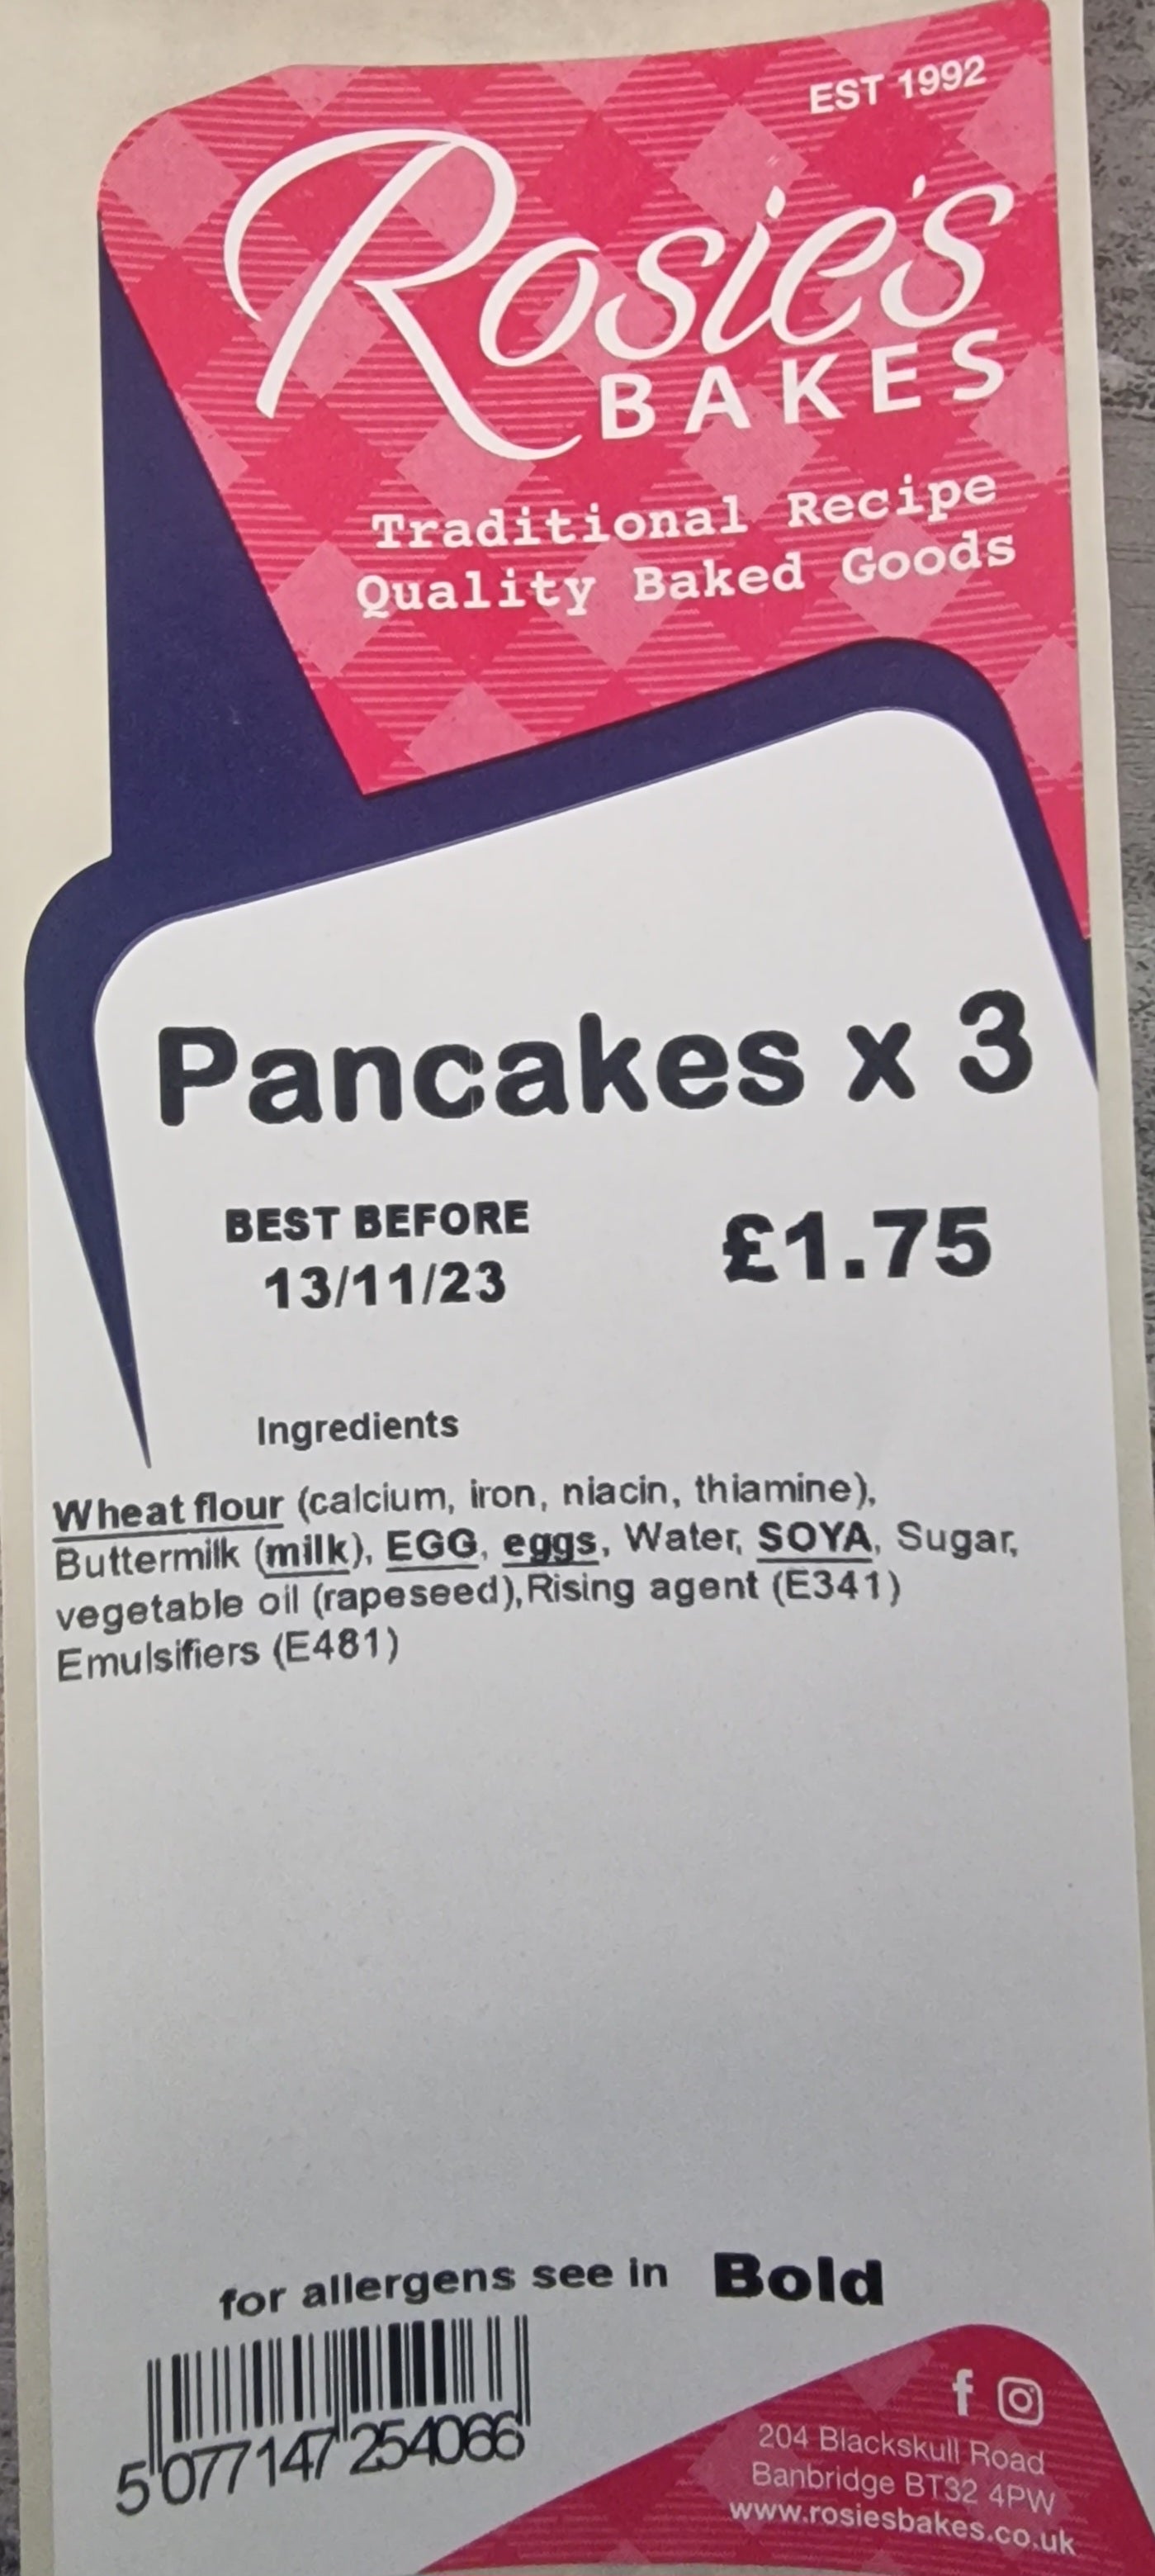 EST 1992
Rosie's
BAKES
Traditional Recipe
Quality Baked Goods
Pancakes x 3
BEST BEFORE
13/11/23
£1.75
Ingredients
Wheat flour (calcium, iron, niacin, thiamine),
Buttermilk (milk), EGG, eggs, Water, SOYA, Sugar,
vegetable oil (rapeseed),Rising agent (E341)
Emulsifiers (E481)
for allergens see in Bold
5 077147 254066
204 Blackskull Road
Banbridge BT32 4PW
www.rosiesbakes.co.uk